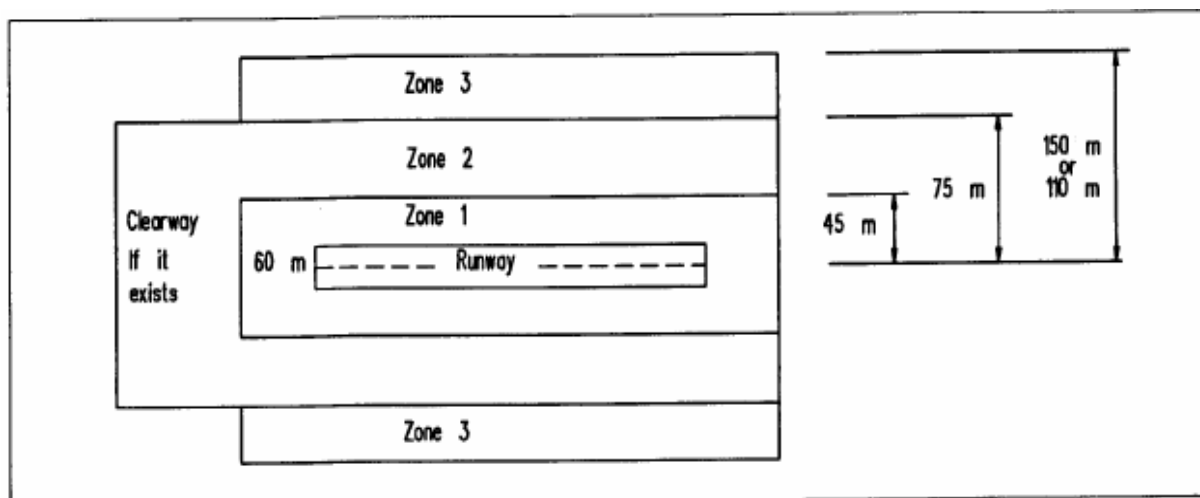 Zone 3
Zone 2
Zone 1
Clearway
If it
exists
60 m
Runway
Zone 3
45 m
75 m
150 m
or
110 m